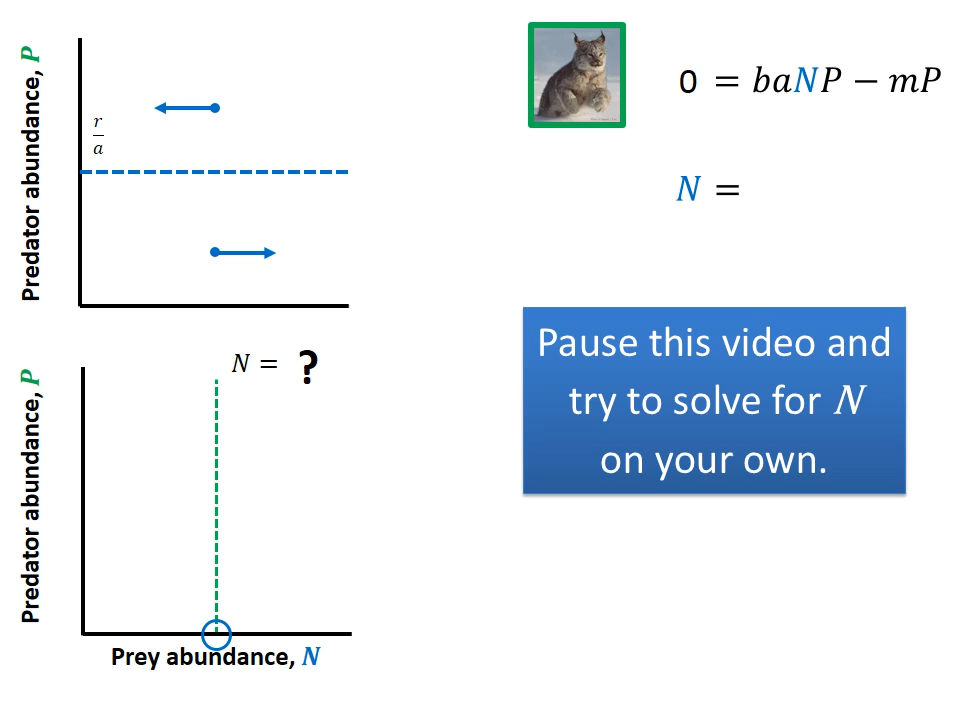 Predator abundance, P
r
a
0 = baNP − mP
N =
Pause this video and
try to solve for N
on your own.
Predator abundance, P
N = ?
Prey abundance, N